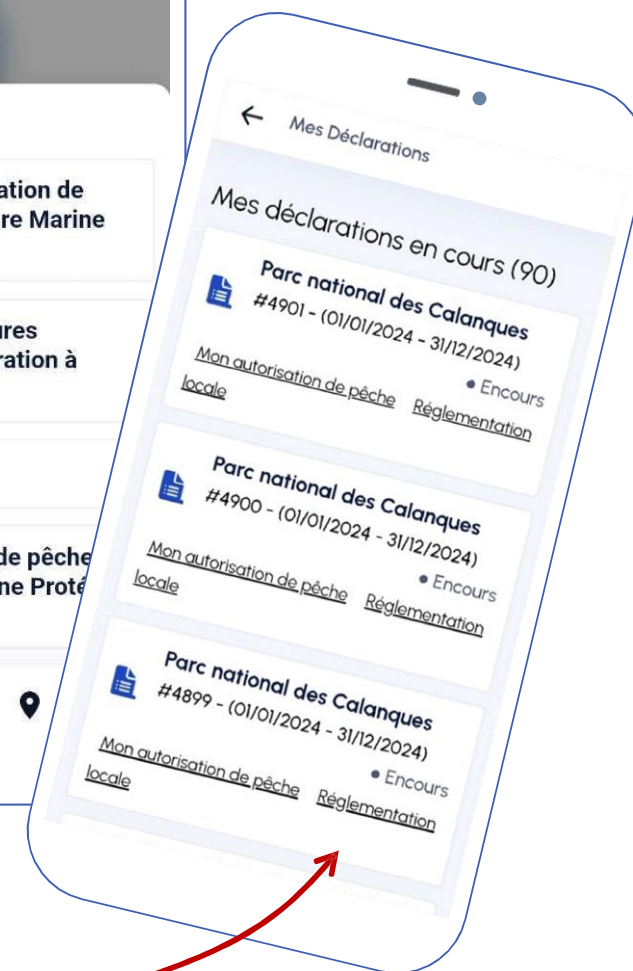 ation de
re Marine
ures
ration à
de pêche
ne Proté
Mes Déclarations
Mes déclarations en cours (90)
Parc national des Calanques
#4901 - (01/01/2024 - 31/12/2024)
Encours
Mon autorisation de pêche Réglementation
locale
Parc national des Calanques
#4900 - (01/01/2024 - 31/12/2024)
Encours
Mon autorisation de pêche Réglementation
locale
Parc national des Calanques
#4899 - (01/01/2024 - 31/12/2024)
Encours
Mon autorisation de pêche Réglementation
locale